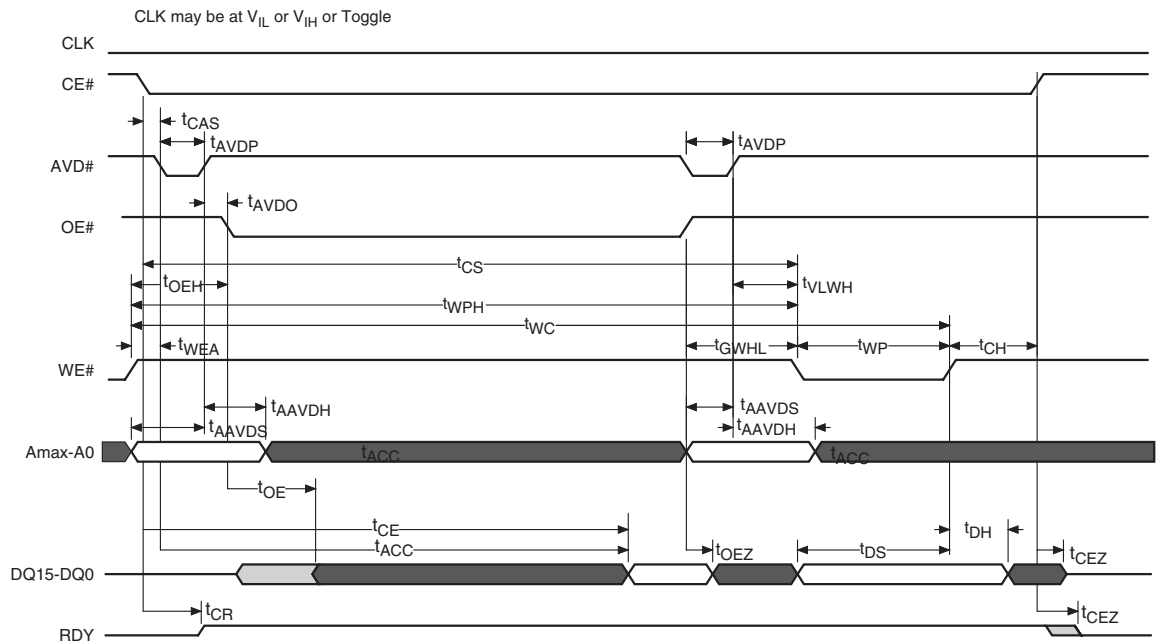 CLK may be at VIL or VIH or Toggle
CLK
CE#
tCAS
tAVDP
tAVDP
AVD#
tAVDO
OE#
tCS
tOEH
tVLWH
tWPH
tWC
tWEA
tGWHL
tWP
tCH
WE#
tAAVDH
tAAVDS
tAAVDS
tAAVDH
Amax-A0
tACC
tACC
tOE
tCE
tDH
tACC
tOEZ
tDS
tCEZ
DQ15-DQ0
tCR
tCEZ
RDY